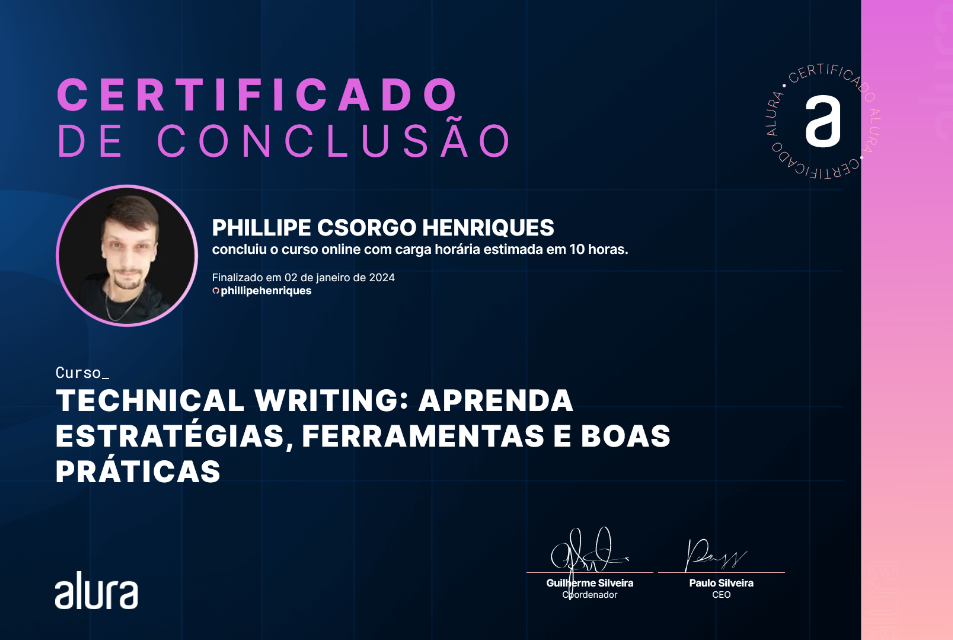 CERTIFICADO
DE CONCLUSÃO
CERTIFICADO ALURA • CERTIFICADO ALURA •
a
PHILLIPE CSORGO HENRIQUES
concluiu o curso online com carga horária estimada em 10 horas.
Finalizado em 02 de janeiro de 2024
phillipehenriques
Curso_
TECHNICAL WRITING: APRENDA
ESTRATÉGIAS, FERRAMENTAS E BOAS
PRÁTICAS
Guilherme Silveira
Coordenador
Paulo Silveira
CEO
alura